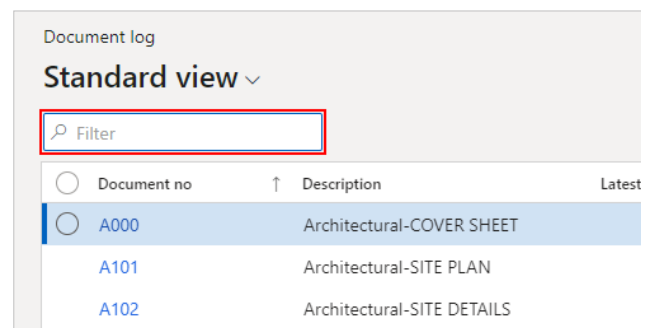 Document log
Standard view
Filter
Document no ↑ Description Latest
A000 Architectural-COVER SHEET
A101 Architectural-SITE PLAN
A102 Architectural-SITE DETAILS